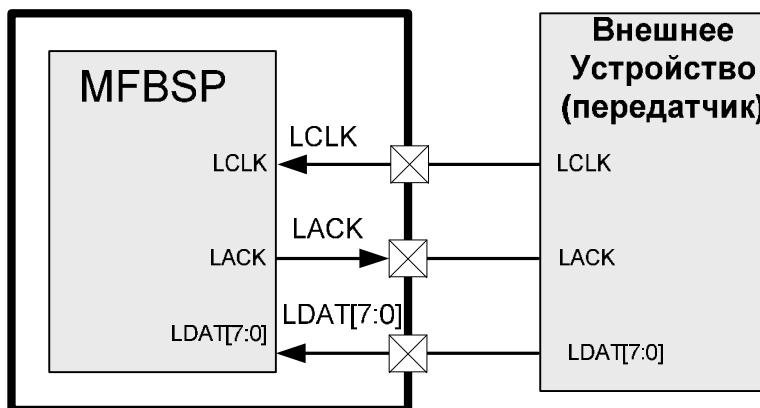 MFBSP
LCLK
LACK
LDAT[7:0]
LCLK
LACK
LDAT[7:0]
Внешнее
Устройство
(передатчик)
LCLK
LACK
LDAT[7:0]